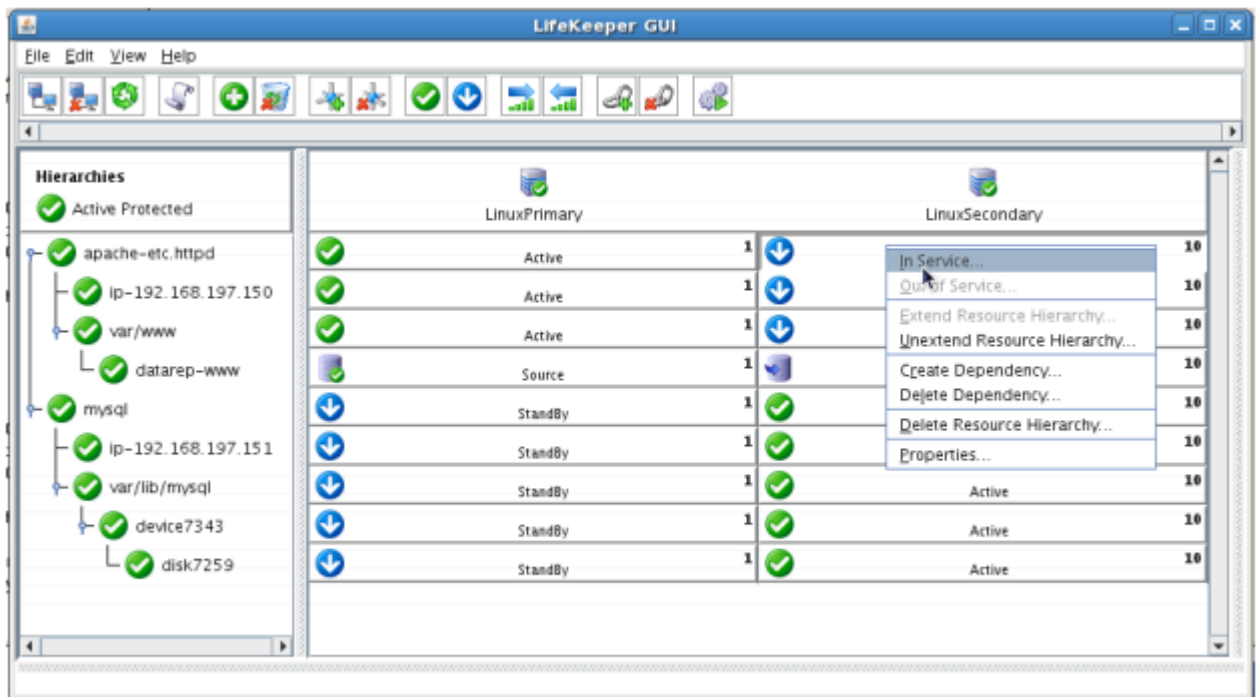 LifeKeeper GUI
File Edit View Help
Hierarchies
Active Protected
LinuxPrimary
LinuxSecondary
apache-etc.httpd
Active 1
10
ip-192.168.197.150
Active 1
10
var/www
Active 1
10
datarep-www
Source 1
10
mysql
StandBy 1
10
ip-192.168.197.151
StandBy 1
10
var/lib/mysql
StandBy 1
Active 10
device7343
StandBy 1
Active 10
disk7259
StandBy 1
Active 10
In Service...
Out of Service...
Extend Resource Hierarchy...
Unextend Resource Hierarchy...
Create Dependency...
Delete Dependency...
Delete Resource Hierarchy...
Properties...